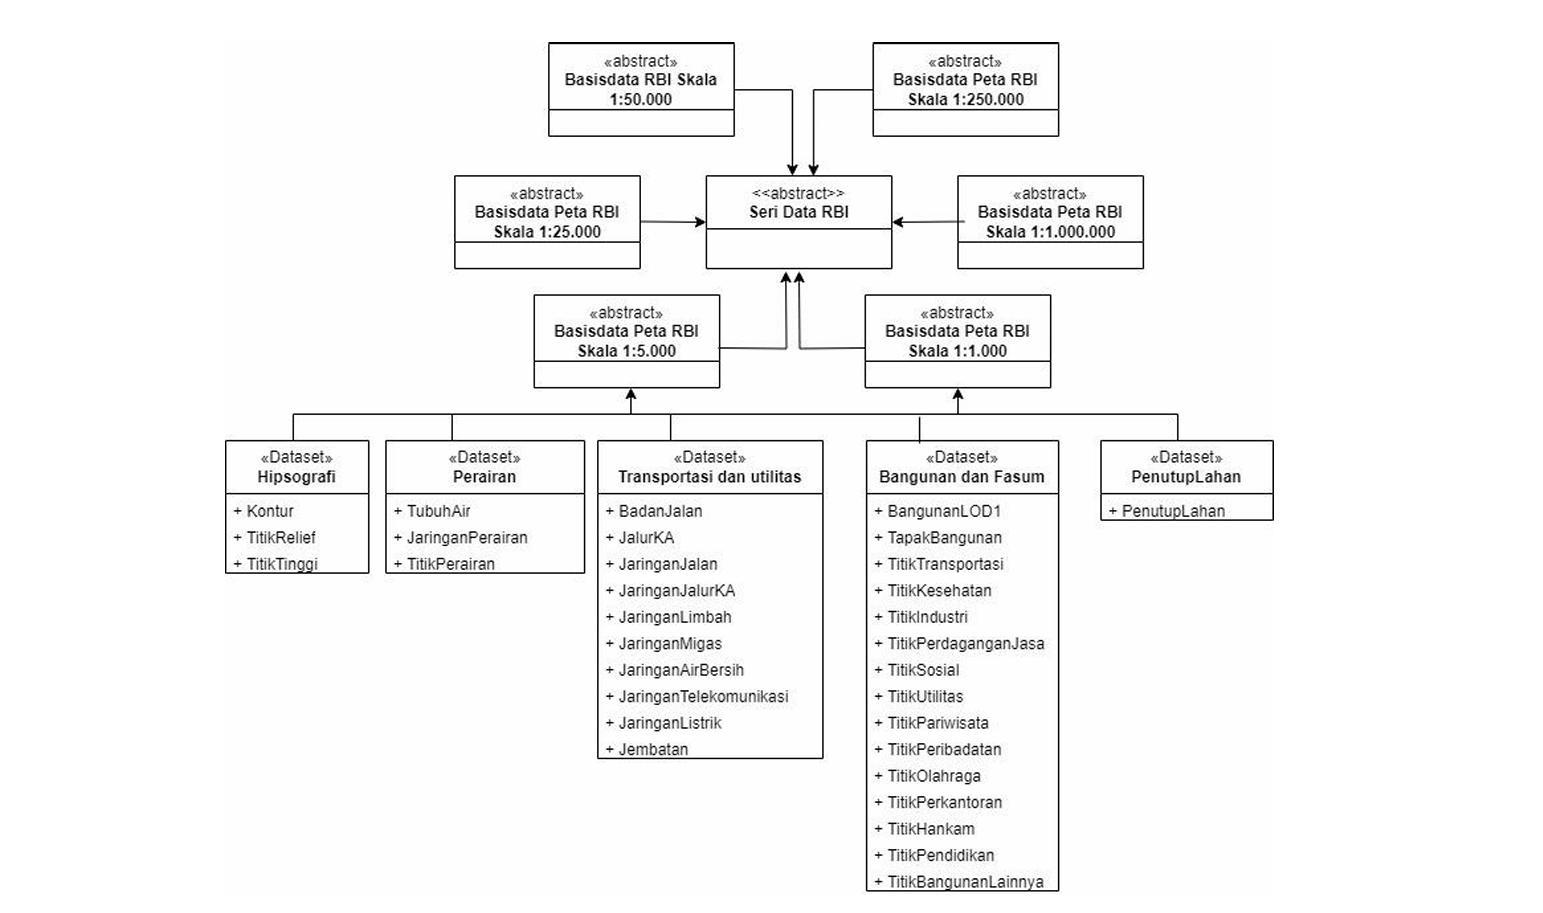 «abstract»
Basisdata RBI Skala
1:50.000
«abstract»
Basisdata Peta RBI
Skala 1:250.000
«abstract»
Basisdata Peta RBI
Skala 1:25.000
<<abstract>>
Seri Data RBI
«abstract»
Basisdata Peta RBI
Skala 1:1.000.000
«abstract»
Basisdata Peta RBI
Skala 1:5.000
«abstract»
Basisdata Peta RBI
Skala 1:1.000
«Dataset»
Hipsografi
+ Kontur
+ TitikRelief
+ TitikTinggi
«Dataset»
Perairan
+ TubuhAir
+ JaringanPerairan
+ TitikPerairan
«Dataset»
Transportasi dan utilitas
+ BadanJalan
+ JalurKA
+ JaringanJalan
+ JaringanJalurKA
+ JaringanLimbah
+ JaringanMigas
+ JaringanAirBersih
+ JaringanTelekomunikasi
+ JaringanListrik
+ Jembatan
«Dataset»
Bangunan dan Fasum
+ BangunanLOD1
+ TapakBangunan
+ TitikTransportasi
+ TitikKesehatan
+ TitikIndustri
+ TitikPerdaganganJasa
+ TitikSosial
+ TitikUtilitas
+ TitikPariwisata
+ TitikPeribadatan
+ TitikOlahraga
+ TitikPerkantoran
+ TitikHankam
+ TitikPendidikan
+ TitikBangunanLainnya
«Dataset»
PenutupLahan
+ PenutupLahan